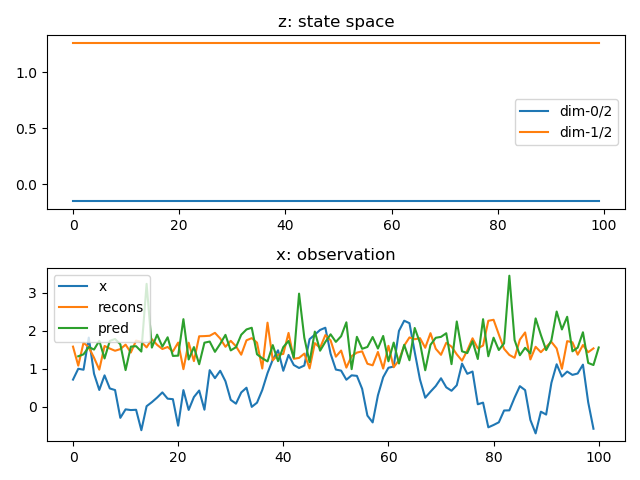 z: state space
1.0
0.5
0.0
dim-0/2
dim-1/2
0 20 40 60 80 100
x: observation
3
2
1
0
x
recons
pred
0 20 40 60 80 100